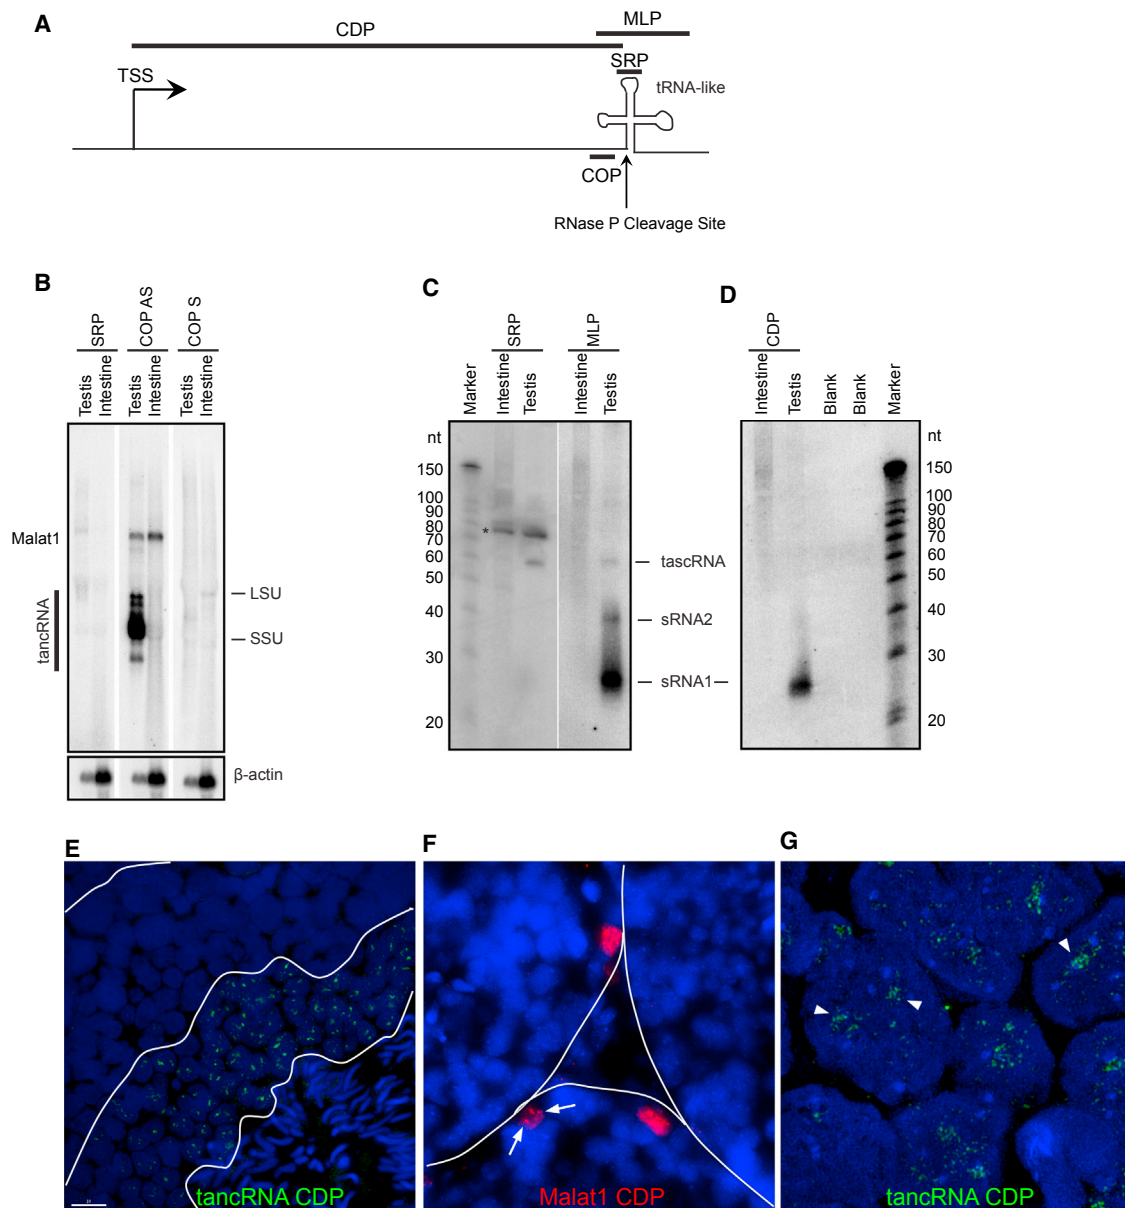 A
CDP
MLP
SRP
TSS
tRNA-like
COP
RNase P Cleavage Site
B
SRP
COP AS
COP S
Testis
Intestine
Testis
Intestine
Testis
Intestine
Malat1
tancRNA
LSU
SSU
β-actin
C
SRP
MLP
Marker
Intestine
Testis
Intestine
Testis
nt
150
100
90
80
70
60
50
40
30
20
*
tascRNA
sRNA2
sRNA1
D
CDP
Intestine
Testis
Blank
Blank
Marker
nt
150
100
90
80
70
60
50
40
30
20
E
tancRNA CDP
F
Malat1 CDP
G
tancRNA CDP